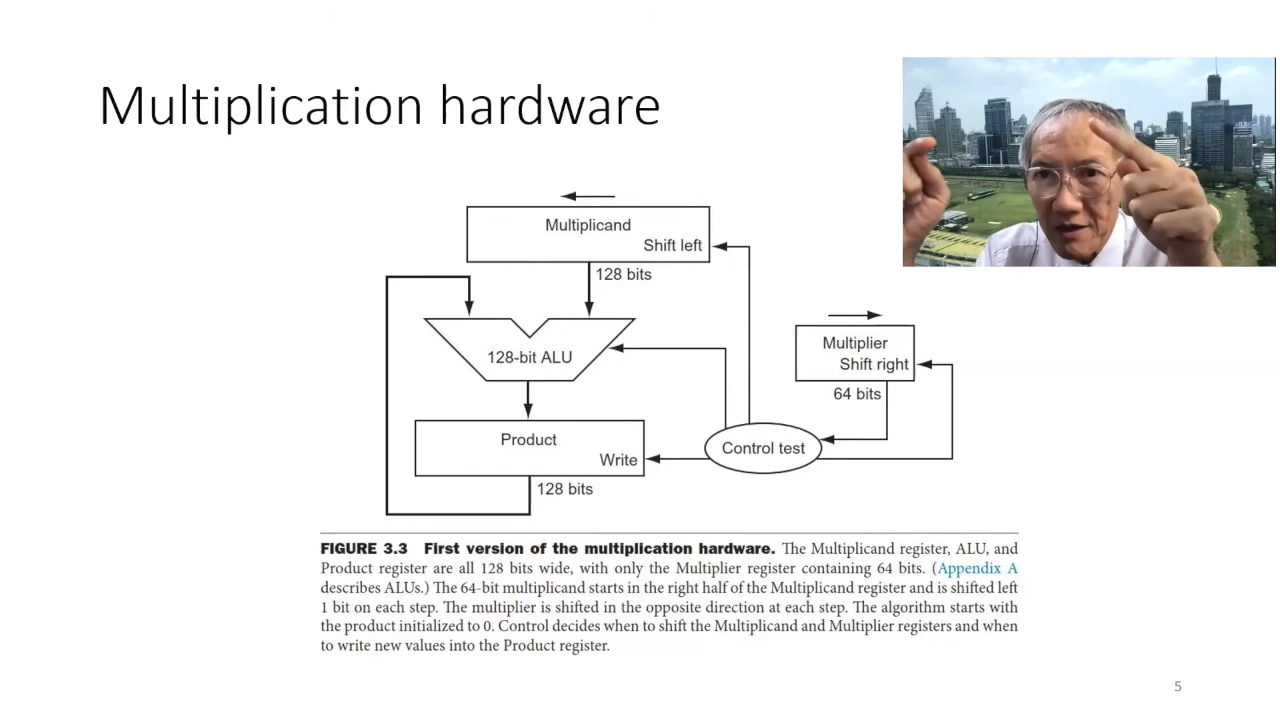 Multiplication hardware
Multiplicand
Shift left
128 bits
128-bit ALU
Multiplier
Shift right
64 bits
Control test
Product
Write
128 bits
FIGURE 3.3 First version of the multiplication hardware. The Multiplicand register, ALU, and
Product register are all 128 bits wide, with only the Multiplier register containing 64 bits. (Appendix A
describes ALUs.) The 64-bit multiplicand starts in the right half of the Multiplicand register and is shifted left
1 bit on each step. The multiplier is shifted in the opposite direction at each step. The algorithm starts with
the product initialized to 0. Control decides when to shift the Multiplicand and Multiplier registers and when
to write new values into the Product register.
5